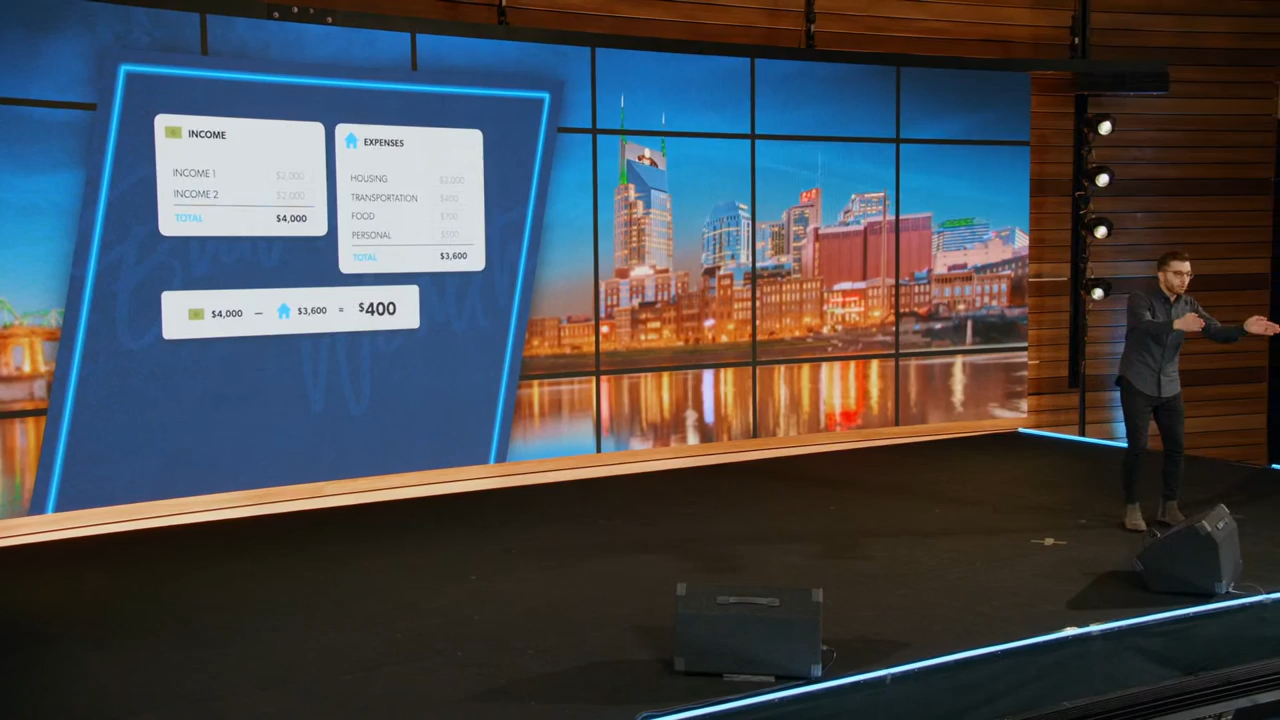 INCOME
INCOME 1 $2,000
INCOME 2 $2,000
TOTAL $4,000
EXPENSES
HOUSING $2,000
TRANSPORTATION $400
FOOD $700
PERSONAL $500
TOTAL $3,600
$4,000 – $3,600 = $400